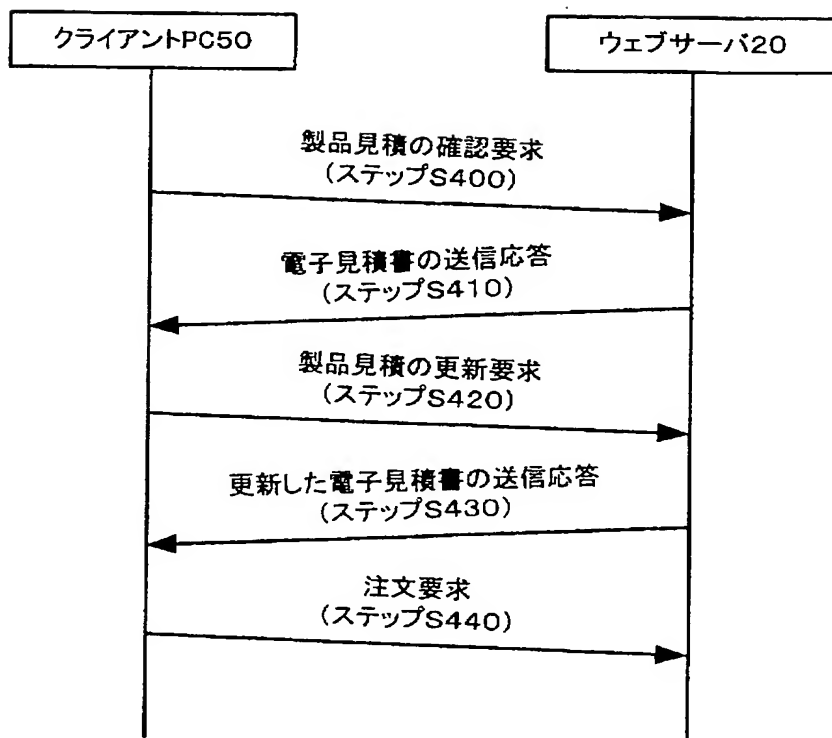 クライアントPC50
ウェブサーバ20
製品見積の確認要求
(ステップS400)
電子見積書の送信応答
(ステップS410)
製品見積の更新要求
(ステップS420)
更新した電子見積書の送信応答
(ステップS430)
注文要求
(ステップS440)